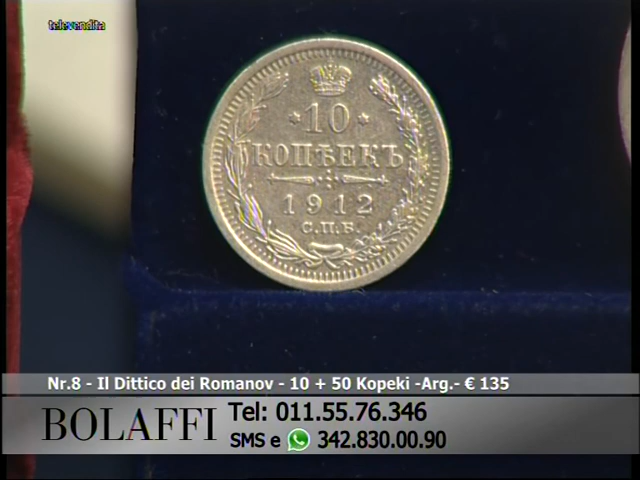 televendita
10
КОПѢЕКЪ
1912
С.П.Б.
Nr.8 - Il Dittico dei Romanov - 10 + 50 Kopeki -Arg.- € 135
BOLAFFI
Tel: 011.55.76.346
SMS e 342.830.00.90